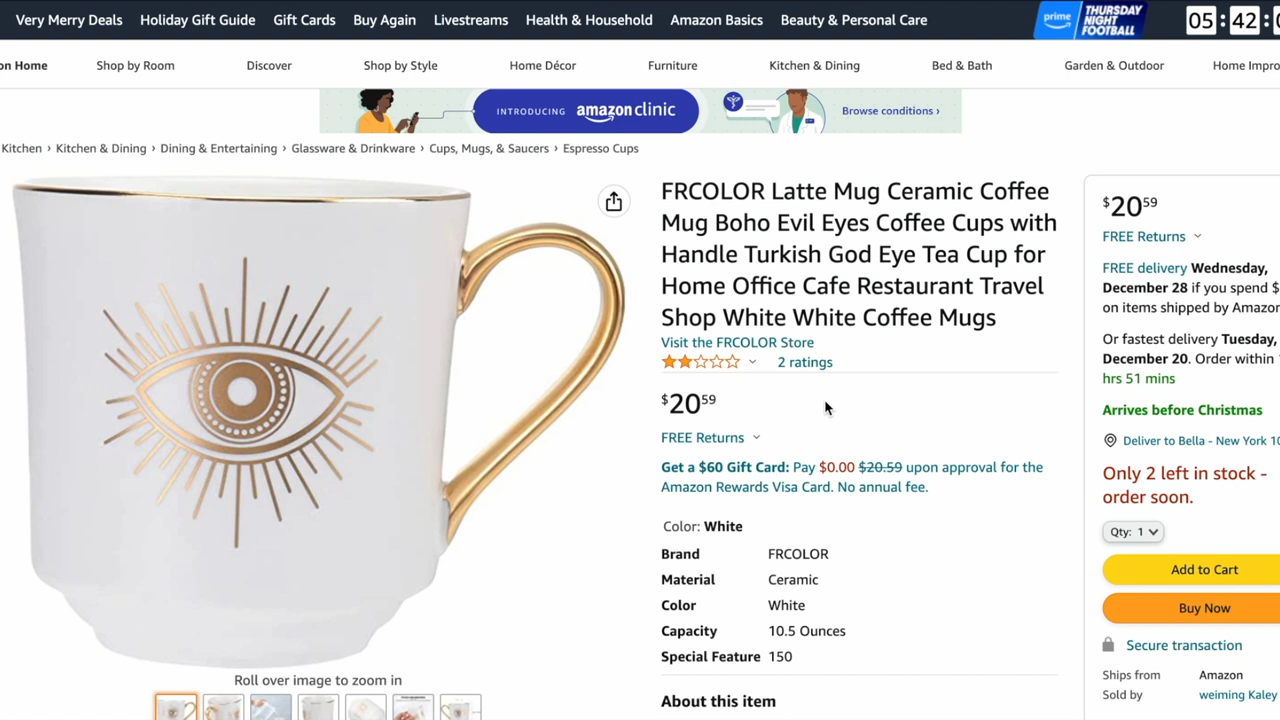 Very Merry Deals Holiday Gift Guide Gift Cards Buy Again Livestreams Health & Household Amazon Basics Beauty & Personal Care
prime THURSDAY NIGHT FOOTBALL
05 : 42 :
on Home Shop by Room Discover Shop by Style Home Décor Furniture Kitchen & Dining Bed & Bath Garden & Outdoor Home Impro
INTRODUCING amazon clinic Browse conditions ›
Kitchen › Kitchen & Dining › Dining & Entertaining › Glassware & Drinkware › Cups, Mugs, & Saucers › Espresso Cups
Roll over image to zoom in
FRCOLOR Latte Mug Ceramic Coffee
Mug Boho Evil Eyes Coffee Cups with
Handle Turkish God Eye Tea Cup for
Home Office Cafe Restaurant Travel
Shop White White Coffee Mugs
Visit the FRCOLOR Store
2 ratings
$20 59
FREE Returns
Get a $60 Gift Card: Pay $0.00 $20.59 upon approval for the
Amazon Rewards Visa Card. No annual fee.
Color: White
Brand FRCOLOR
Material Ceramic
Color White
Capacity 10.5 Ounces
Special Feature 150
About this item
$20 59
FREE Returns
FREE delivery Wednesday,
December 28 if you spend $
on items shipped by Amazon
Or fastest delivery Tuesday,
December 20. Order within
hrs 51 mins
Arrives before Christmas
Deliver to Bella - New York 10
Only 2 left in stock -
order soon.
Qty: 1
Add to Cart
Buy Now
Secure transaction
Ships from Amazon
Sold by weiming Kaley